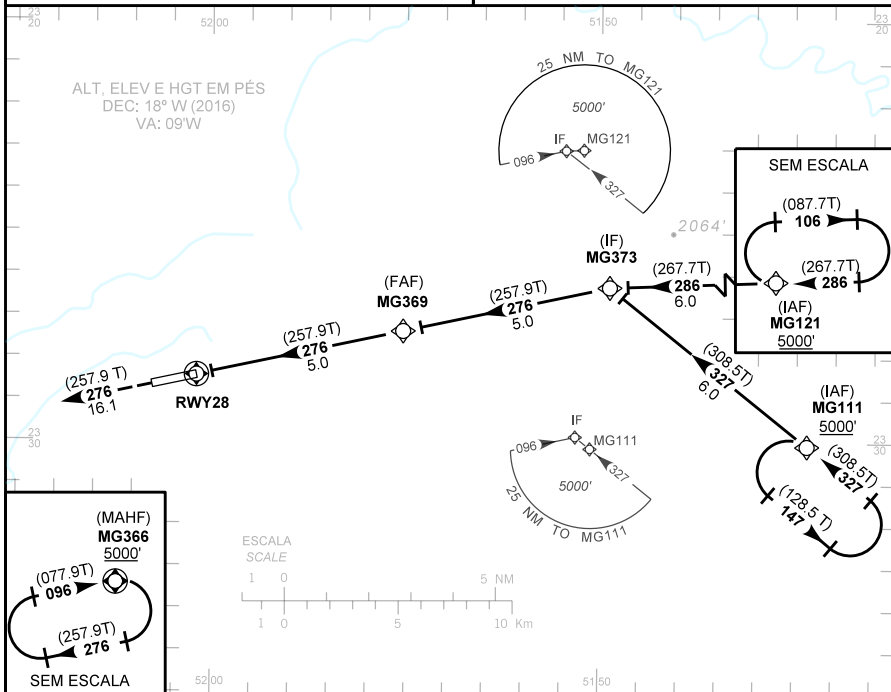 23
20
52 00
51 50
23
20
ALT, ELEV E HGT EM PÉS
DEC: 18º W (2016)
VA: 09'W
25 NM TO MG121
5000'
IF
MG121
096
327
SEM ESCALA
(087.7T)
106
(267.7T)
286
(IAF)
MG121
5000'
2064'
(IF)
MG373
(267.7T)
286
6.0
(FAF)
MG369
(257.9T)
276
5.0
(257.9T)
276
5.0
(257.9 T)
276
16.1
RWY28
(308.5T)
327
6.0
(IAF)
MG111
5000'
(308.5T)
327
(128.5 T)
147
23
30
23
30
IF
MG111
096
327
5000'
25 NM TO MG111
(MAHF)
MG366
5000'
(077.9T)
096
(257.9T)
276
SEM ESCALA
ESCALA
SCALE
1 0 5 NM
1 0 5 10 Km
52 00
51 50